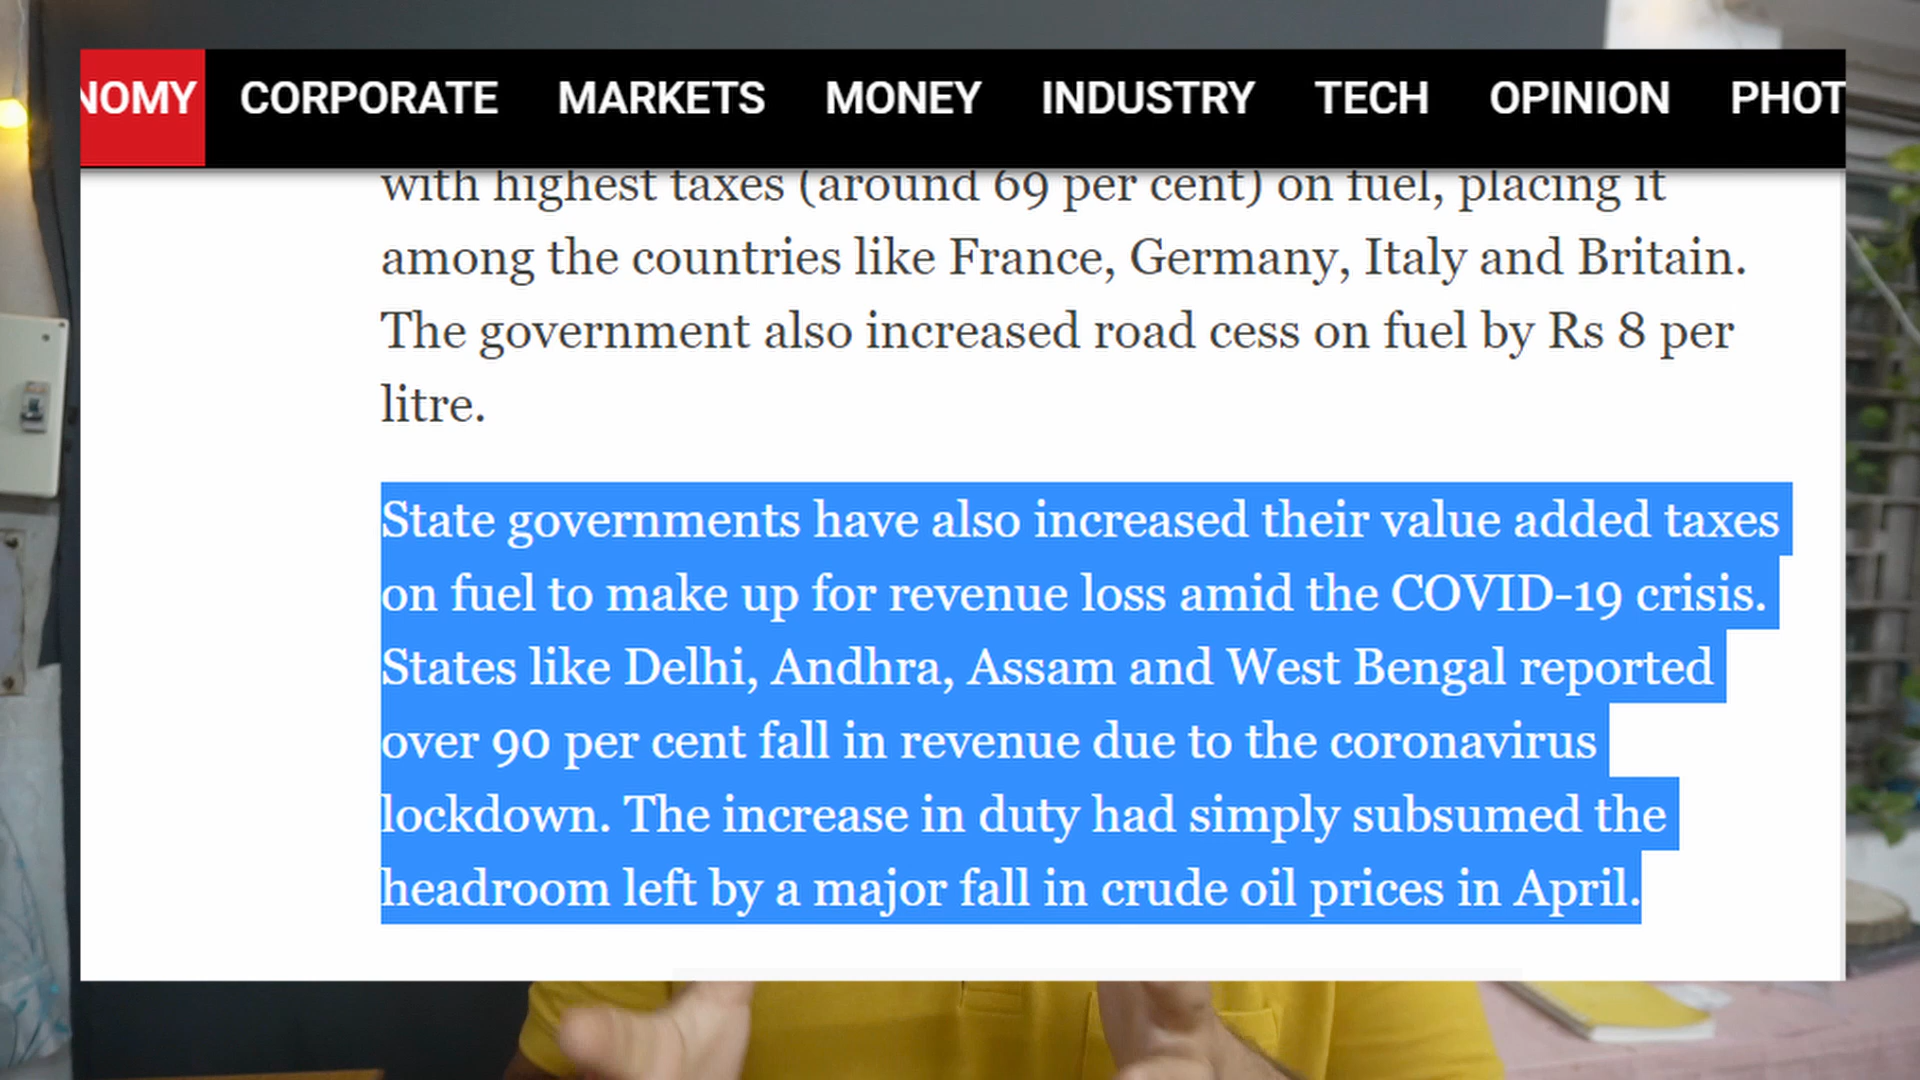 NOMY CORPORATE MARKETS MONEY INDUSTRY TECH OPINION PHOT
with highest taxes (around 69 per cent) on fuel, placing it
among the countries like France, Germany, Italy and Britain.
The government also increased road cess on fuel by Rs 8 per
litre.
State governments have also increased their value added taxes
on fuel to make up for revenue loss amid the COVID-19 crisis.
States like Delhi, Andhra, Assam and West Bengal reported
over 90 per cent fall in revenue due to the coronavirus
lockdown. The increase in duty had simply subsumed the
headroom left by a major fall in crude oil prices in April.